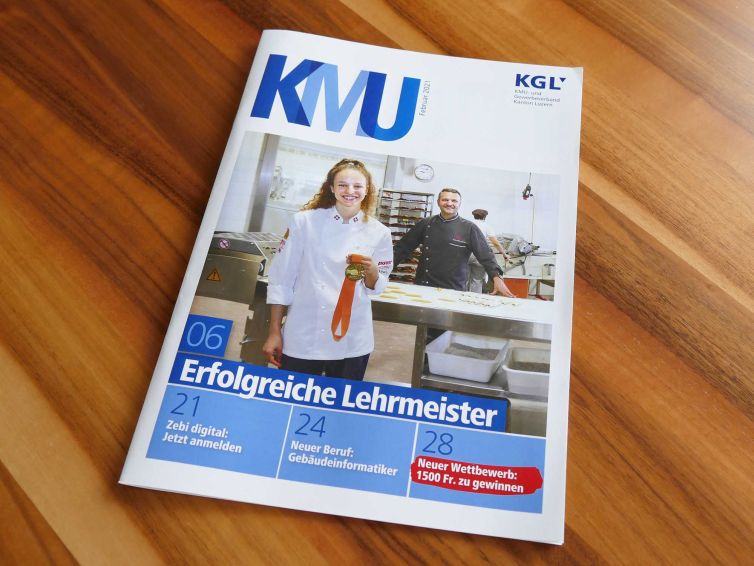 KMU
Februar 2021
KGL
KMU- und
Gewerbeverband
Kanton Luzern
06
Erfolgreiche Lehrmeister
21
Zebi digital:
Jetzt anmelden
24
Neuer Beruf:
Gebäudeinformatiker
28
Neuer Wettbewerb:
1500 Fr. zu gewinnen